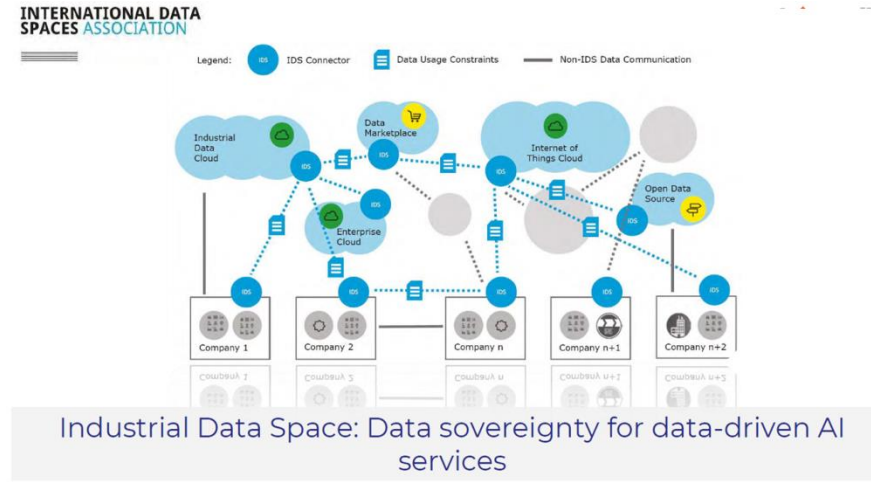 INTERNATIONAL DATA
SPACES ASSOCIATION
Legend:
IDS
IDS Connector
Data Usage Constraints
Non-IDS Data Communication
Industrial
Data
Cloud
Data
Marketplace
Internet of
Things Cloud
Open Data
Source
Enterprise
Cloud
IDS
IDS
IDS
IDS
IDS
IDS
IDS
IDS
IDS
IDS
Company 1
Company 2
Company n
Company n+1
Company n+2
Industrial Data Space: Data sovereignty for data-driven AI
services